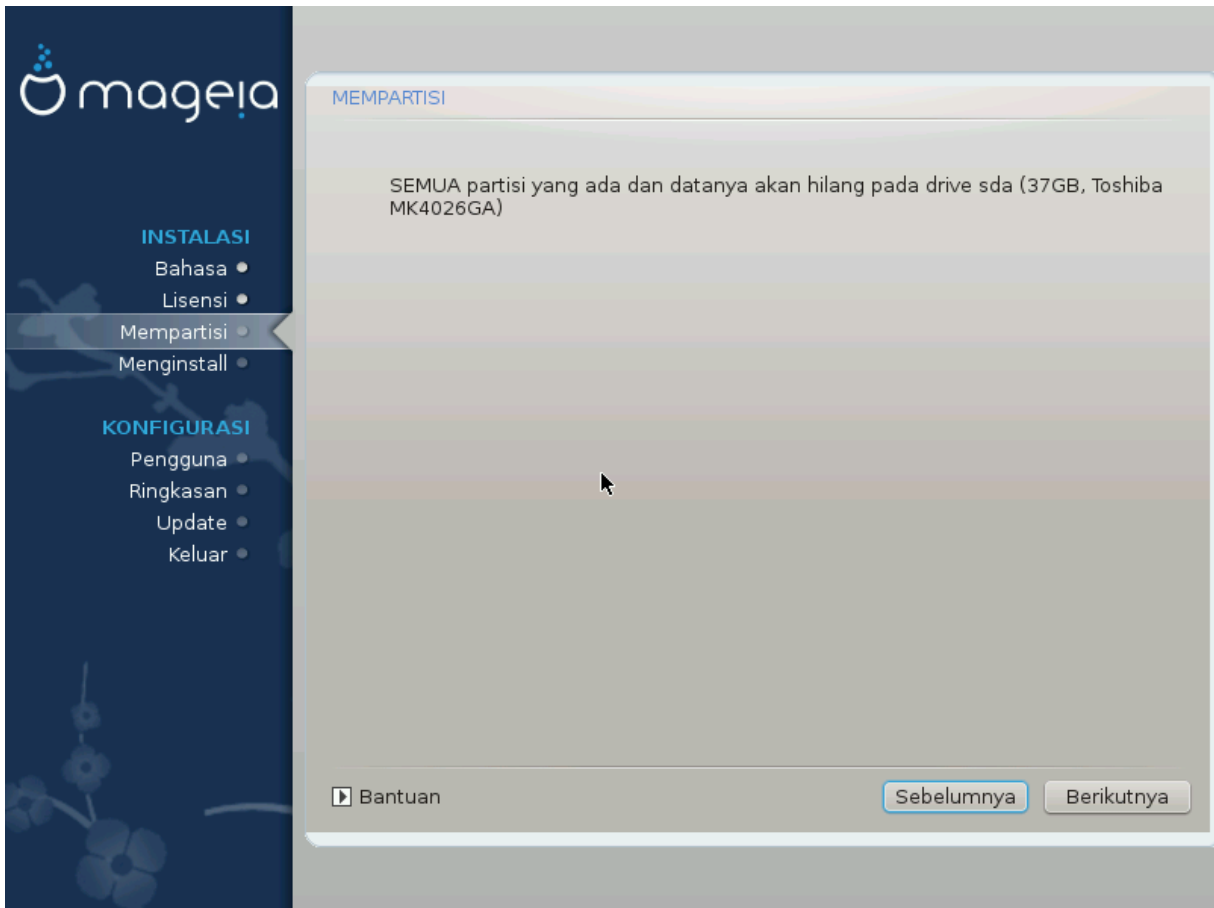 mageia
INSTALASI
Bahasa
Lisensi
Mempartisi
Menginstall
KONFIGURASI
Pengguna
Ringkasan
Update
Keluar
MEMPARTISI
SEMUA partisi yang ada dan datanya akan hilang pada drive sda (37GB, Toshiba
MK4026GA)
Bantuan
Sebelumnya
Berikutnya